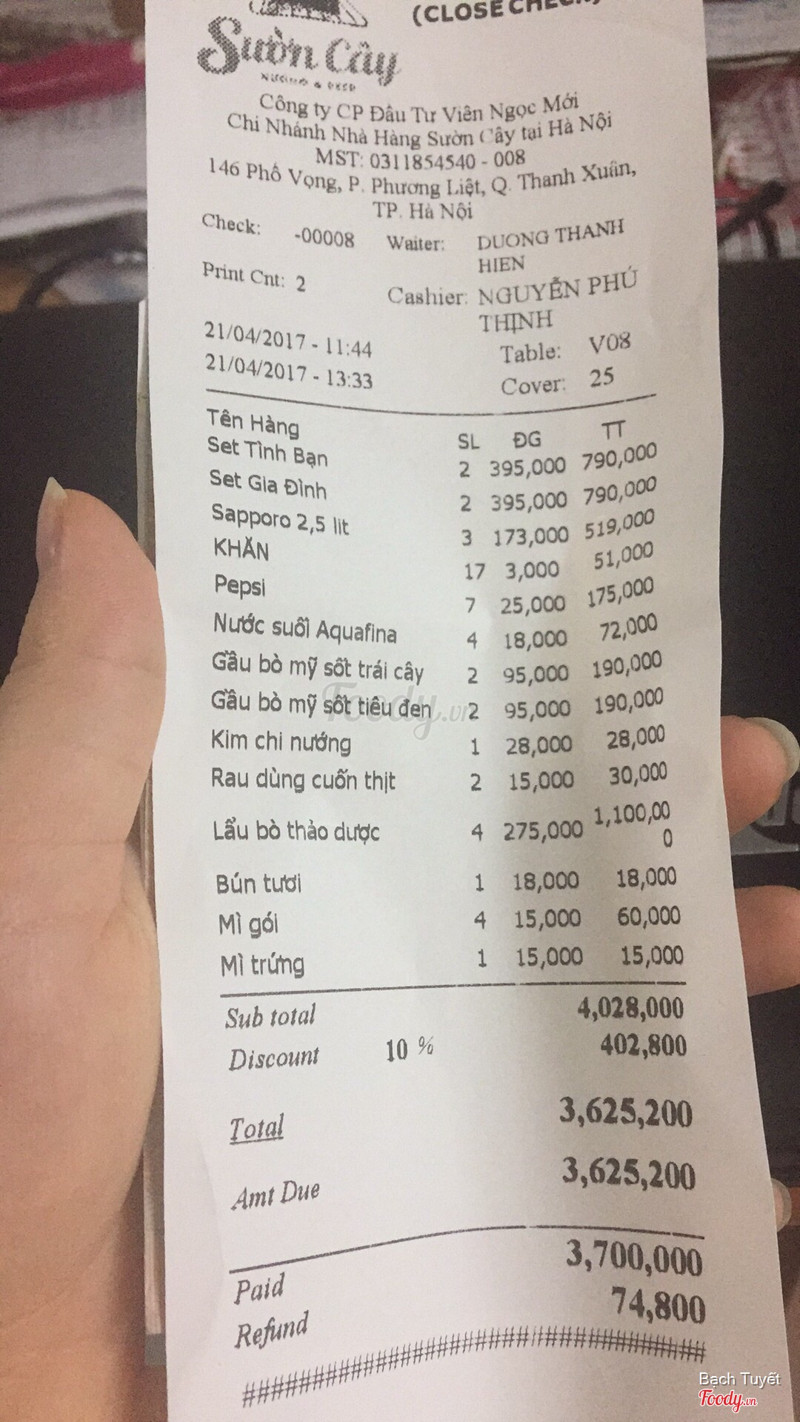 (CLOSE CHECK)
Sườn Cây
NƯỚNG & BEER
Công ty CP Đầu Tư Viên Ngọc Mới
Chi Nhánh Nhà Hàng Sườn Cây tại Hà Nội
MST: 0311854540 - 008
146 Phố Vọng, P. Phương Liệt, Q. Thanh Xuân,
TP. Hà Nội
Check: -00008 Waiter: DUONG THANH HIEN
Print Cnt: 2 Cashier: NGUYỄN PHÚ THỊNH
21/04/2017 - 11:44 Table: V08
21/04/2017 - 13:33 Cover: 25
Tên Hàng SL ĐG TT
Set Tình Bạn 2 395,000 790,000
Set Gia Đình 2 395,000 790,000
Sapporo 2,5 lit 3 173,000 519,000
KHĂN 17 3,000 51,000
Pepsi 7 25,000 175,000
Nước suối Aquafina 4 18,000 72,000
Gầu bò mỹ sốt trái cây 2 95,000 190,000
Gầu bò mỹ sốt tiêu đen 2 95,000 190,000
Kim chi nướng 1 28,000 28,000
Rau dùng cuốn thịt 2 15,000 30,000
Lẩu bò thảo dược 4 275,000 1,100,000
Bún tươi 1 18,000 18,000
Mì gói 4 15,000 60,000
Mì trứng 1 15,000 15,000
Sub total 4,028,000
Discount 10 % 402,800
Total 3,625,200
Amt Due 3,625,200
Paid 3,700,000
Refund 74,800
Foody.vn
Bạch Tuyết
Foody.vn